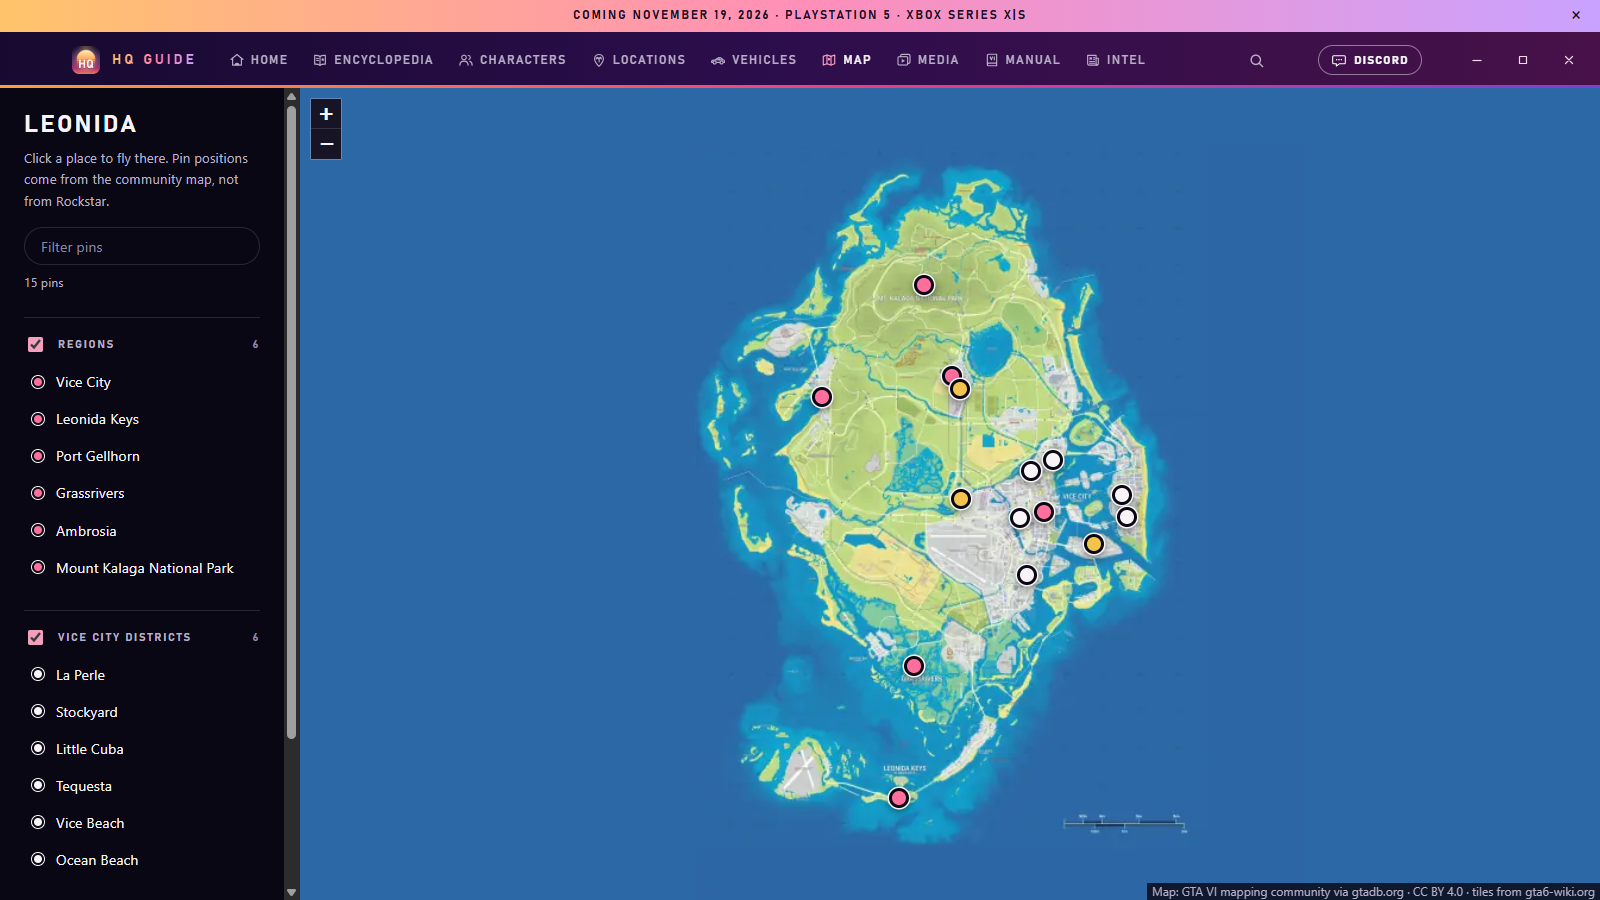 COMING NOVEMBER 19, 2026 · PLAYSTATION 5 · XBOX SERIES X|S
HQ
HQ GUIDE
HOME
ENCYCLOPEDIA
CHARACTERS
LOCATIONS
VEHICLES
MAP
MEDIA
MANUAL
INTEL
DISCORD
LEONIDA
Click a place to fly there. Pin positions
come from the community map, not
from Rockstar.
Filter pins
15 pins
REGIONS 6
Vice City
Leonida Keys
Port Gellhorn
Grassrivers
Ambrosia
Mount Kalaga National Park
VICE CITY DISTRICTS 6
La Perle
Stockyard
Little Cuba
Tequesta
Vice Beach
Ocean Beach
+
−
VICE CITY
LEONIDA KEYS
Map: GTA VI mapping community via gtadb.org · CC BY 4.0 · tiles from gta6-wiki.org